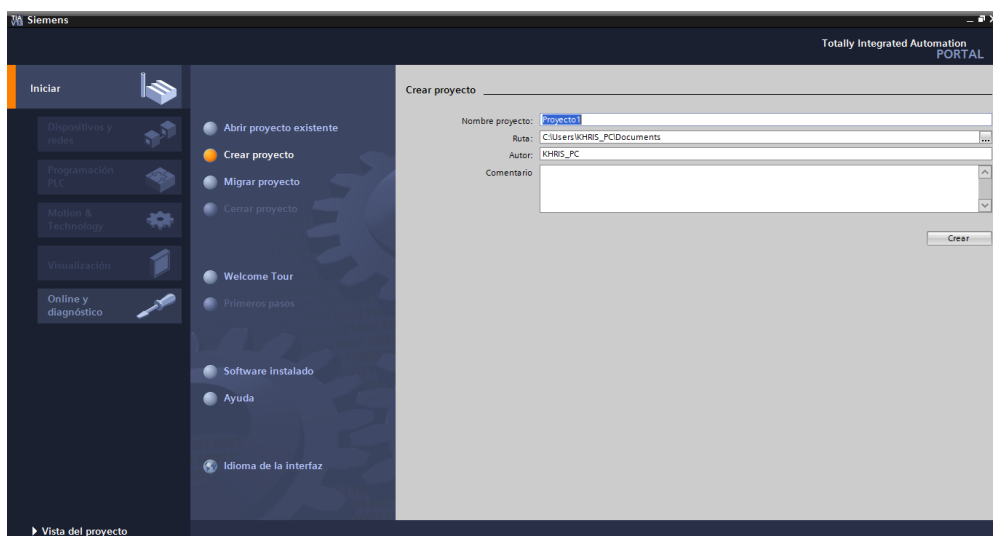 Siemens
Totally Integrated Automation
PORTAL
Iniciar
Dispositivos y
redes
Programación
PLC
Motion &
Technology
Visualización
Online y
diagnóstico
Abrir proyecto existente
Crear proyecto
Migrar proyecto
Cerrar proyecto
Welcome Tour
Primeros pasos
Software instalado
Ayuda
Idioma de la interfaz
Crear proyecto
Nombre proyecto: Proyecto1
Ruta: C:\Users\KHRIS_PC\Documents
...
Autor: KHRIS_PC
Comentario
Crear
Vista del proyecto